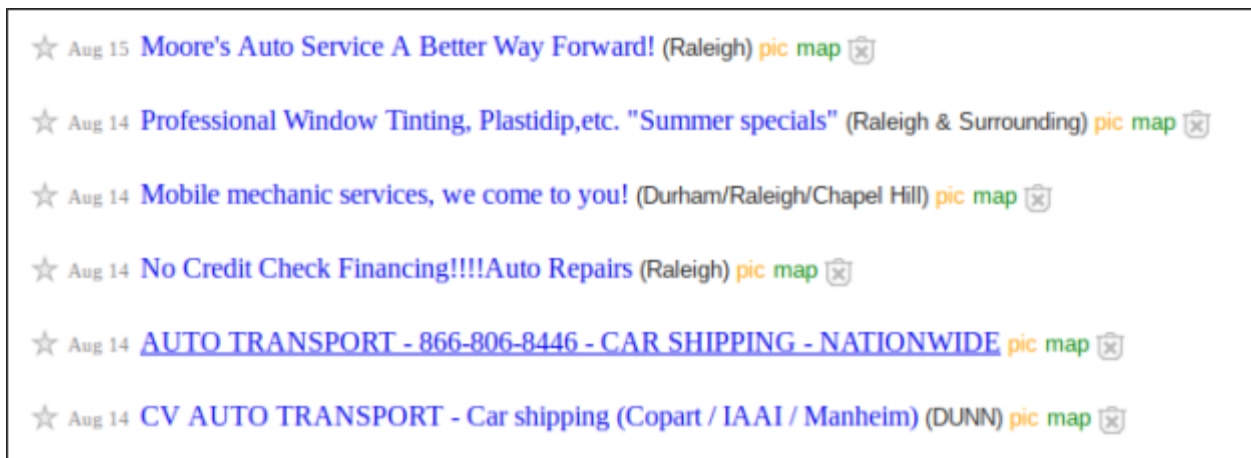 Aug 15 Moore's Auto Service A Better Way Forward! (Raleigh) pic map
Aug 14 Professional Window Tinting, Plastidip,etc. "Summer specials" (Raleigh & Surrounding) pic map
Aug 14 Mobile mechanic services, we come to you! (Durham/Raleigh/Chapel Hill) pic map
Aug 14 No Credit Check Financing!!!!Auto Repairs (Raleigh) pic map
Aug 14 AUTO TRANSPORT - 866-806-8446 - CAR SHIPPING - NATIONWIDE pic map
Aug 14 CV AUTO TRANSPORT - Car shipping (Copart / IAAI / Manheim) (DUNN) pic map